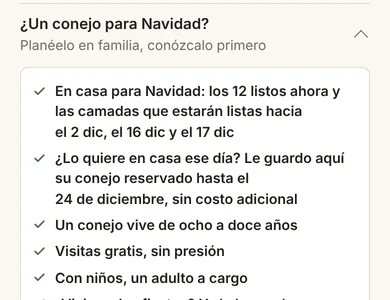 ¿Un conejo para Navidad?
Planéelo en familia, conózcalo primero
En casa para Navidad: los 12 listos ahora y
las camadas que estarán listas hacia
el 2 dic, el 16 dic y el 17 dic
¿Lo quiere en casa ese día? Le guardo aquí
su conejo reservado hasta el
24 de diciembre, sin costo adicional
Un conejo vive de ocho a doce años
Visitas gratis, sin presión
Con niños, un adulto a cargo